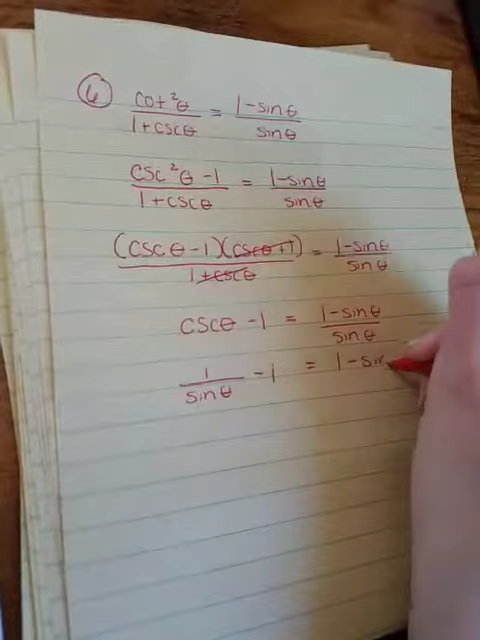 6 cot²θ/1+cscθ = 1-sinθ/sinθ
csc²θ-1/1+cscθ = 1-sinθ/sinθ
(cscθ-1)(cscθ+1)/1+cscθ = 1-sinθ/sinθ
cscθ-1 = 1-sinθ/sinθ
1/sinθ - 1 = 1-sin